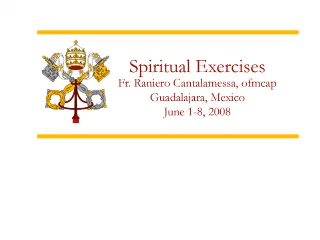 Spiritual Exercises
Fr. Raniero Cantalamessa, ofmcap
Guadalajara, Mexico
June 1-8, 2008